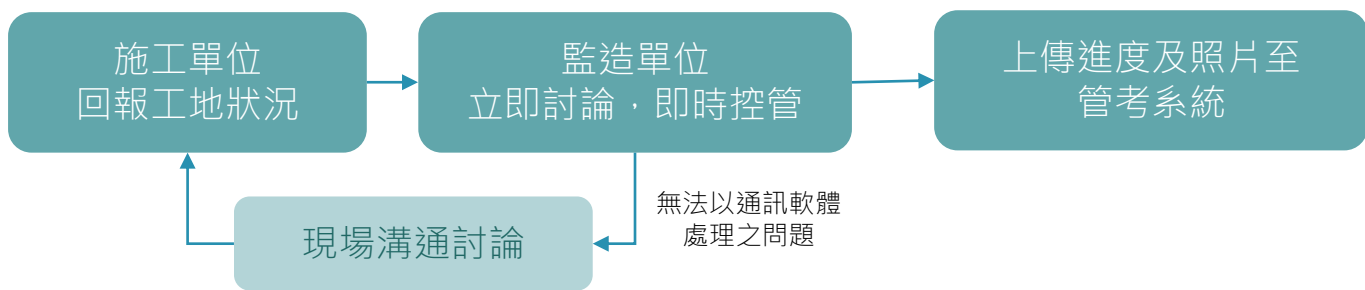 施工單位
回報工地狀況
監造單位
立即討論，即時控管
上傳進度及照片至
管考系統
無法以通訊軟體
處理之問題
現場溝通討論